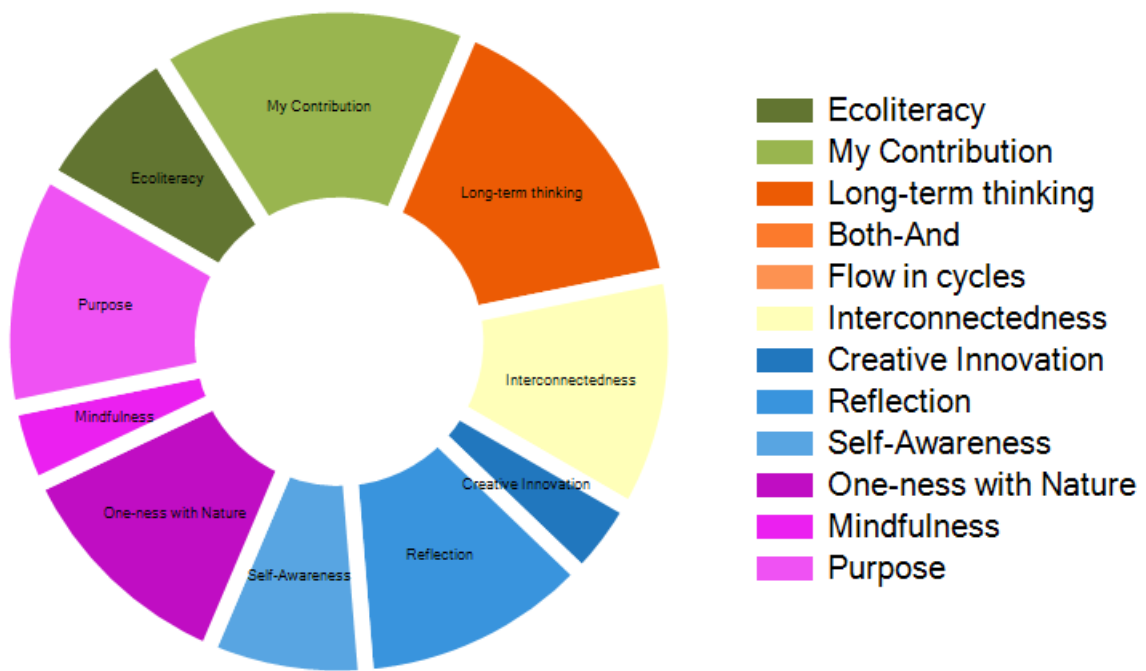 My Contribution
Ecoliteracy
Long-term thinking
Purpose
Interconnectedness
Mindfulness
Creative Innovation
One-ness with Nature
Reflection
Self-Awareness
Ecoliteracy
My Contribution
Long-term thinking
Both-And
Flow in cycles
Interconnectedness
Creative Innovation
Reflection
Self-Awareness
One-ness with Nature
Mindfulness
Purpose